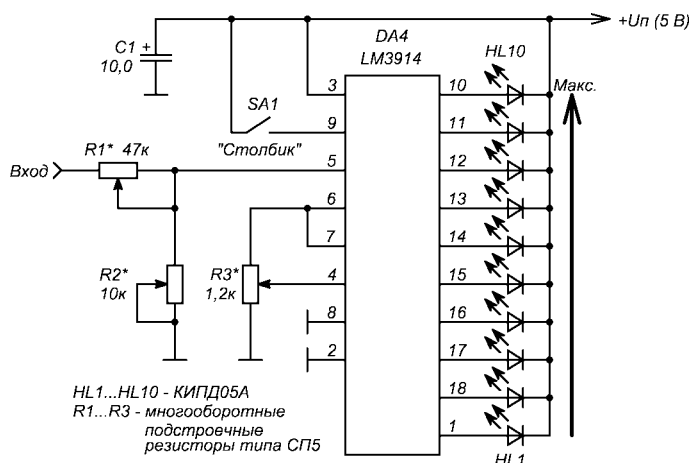 +Uп (5 В)
DA4
LM3914
HL10
C1 +
10,0
Макс.
SA1
"Столбик"
R1* 47к
Вход
R2*
10к
R3*
1,2к
3
9
5
6
7
4
8
2
10
11
12
13
14
15
16
17
18
1
HL1...HL10 - КИПД05А
R1...R3 - многооборотные
подстроечные
резисторы типа СП5
HL1